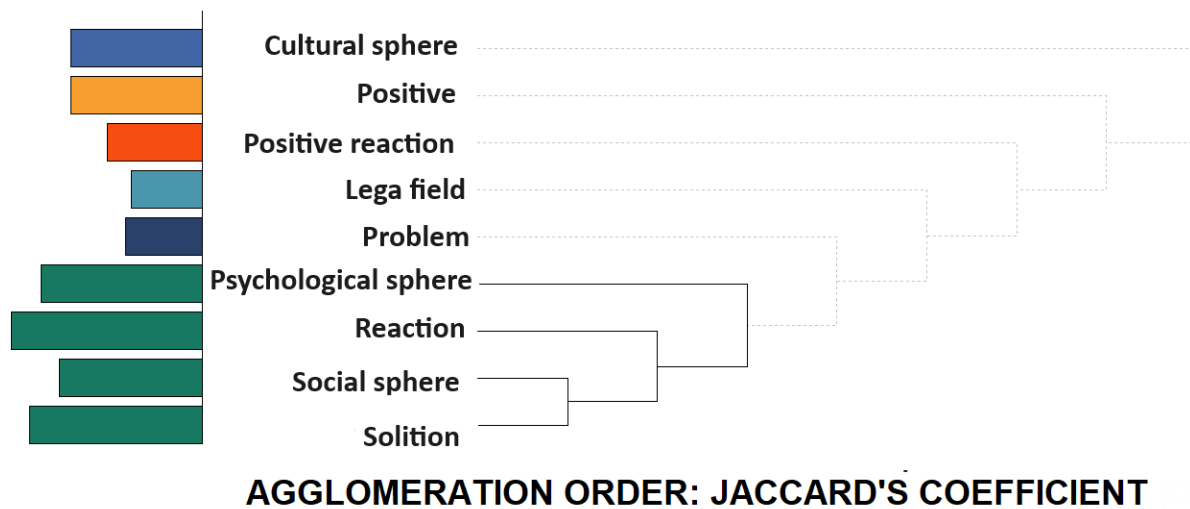 Cultural sphere
Positive
Positive reaction
Lega field
Problem
Psychological sphere
Reaction
Social sphere
Solition
AGGLOMERATION ORDER: JACCARD'S COEFFICIENT